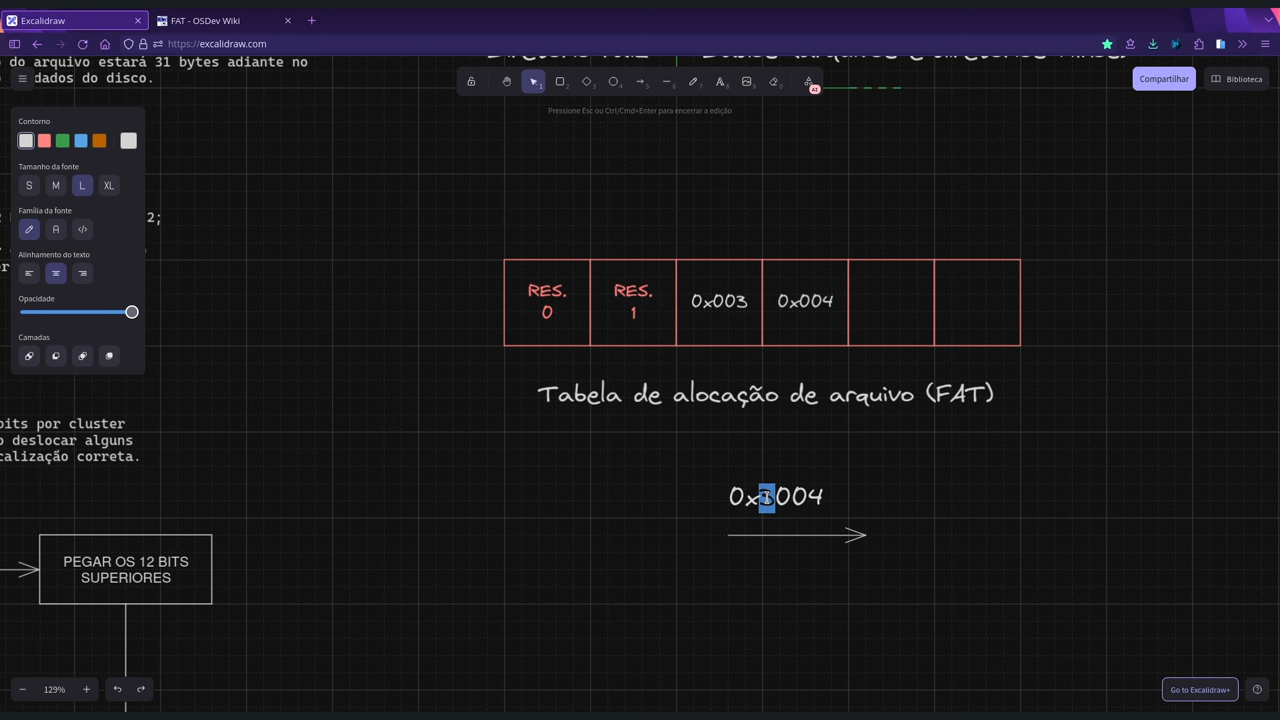 Excalidraw
FAT - OSDev Wiki
https://excalidraw.com
do arquivo estará 31 bytes adiante no
dados do disco.
Compartilhar
Biblioteca
Pressione Esc ou Ctrl/Cmd+Enter para encerrar a edição
AI
Contorno
Tamanho da fonte
S M L XL
2;
Família da fonte
Alinhamento do texto
Opacidade
Camadas
RES.
0
RES.
1
0x003
0x004
Tabela de alocação de arquivo (FAT)
bits por cluster
o deslocar alguns
calização correta.
0x3004
PEGAR OS 12 BITS
SUPERIORES
129%
Go to Excalidraw+